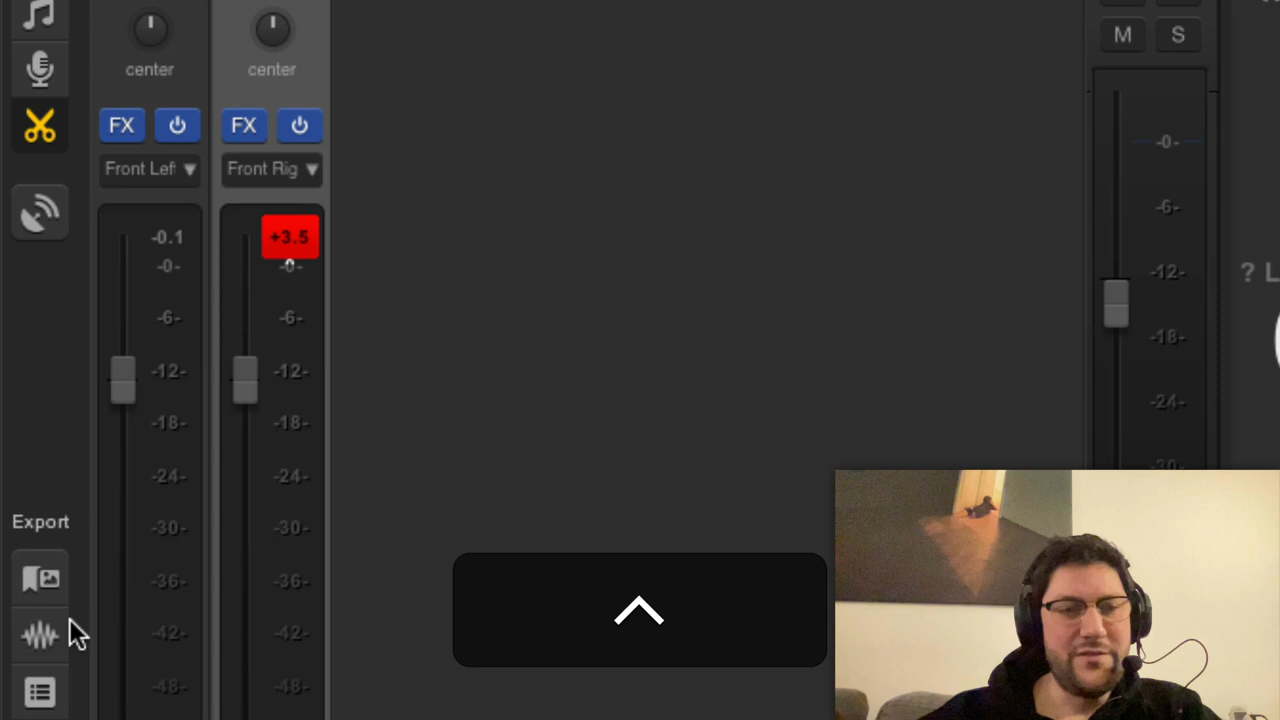 center
center
M S
FX
FX
Front Lef
Front Rig
-0.1
+3.5
-0-
-0-
-6-
-6-
-12-
-12-
-18-
-18-
-24-
-24-
-30-
-30-
-36-
-36-
-42-
-42-
-48-
-48-
-0-
-6-
-12-
-18-
-24-
-30-
? L
Export